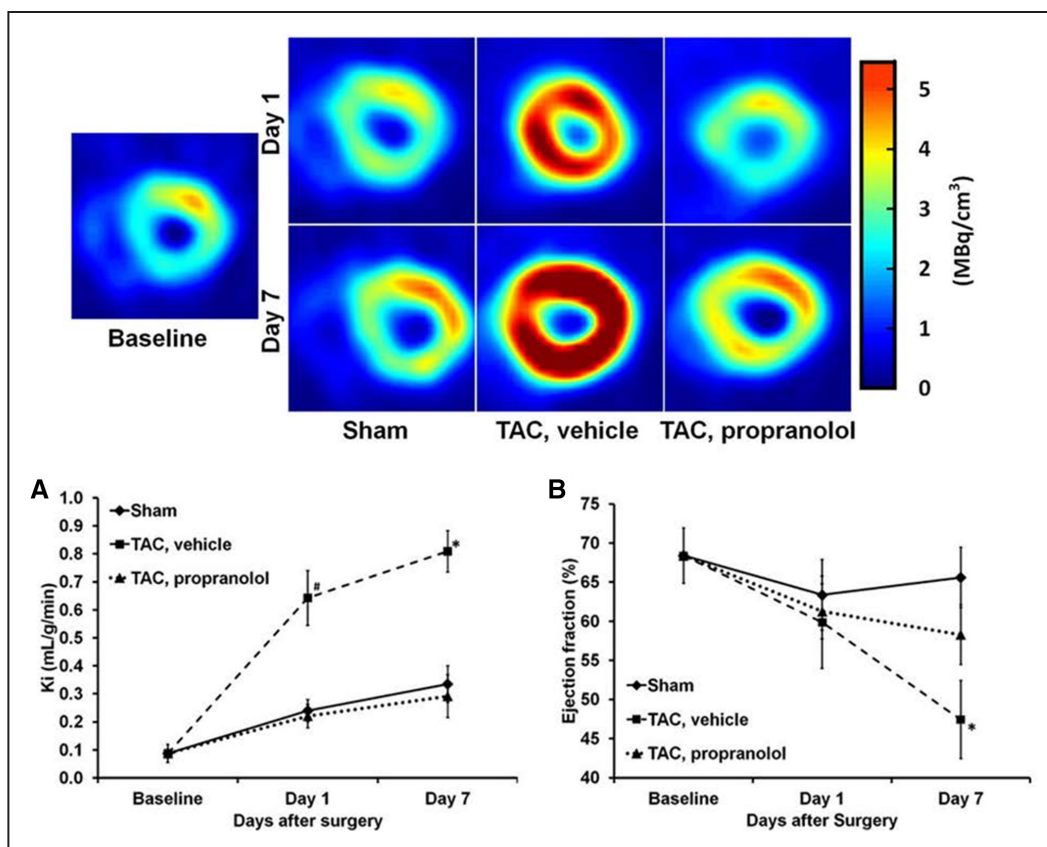 Day 1
Day 7
Baseline
Sham
TAC, vehicle
TAC, propranolol
5
4
3
2
1
0
(MBq/cm³)
A
1.0
0.9
0.8
0.7
0.6
0.5
0.4
0.3
0.2
0.1
0.0
Ki (mL/g/min)
Sham
TAC, vehicle
TAC, propranolol
#
*
Baseline
Day 1
Day 7
Days after surgery
B
75
70
65
60
55
50
45
40
Ejection fraction (%)
Sham
TAC, vehicle
TAC, propranolol
*
Baseline
Day 1
Day 7
Days after Surgery